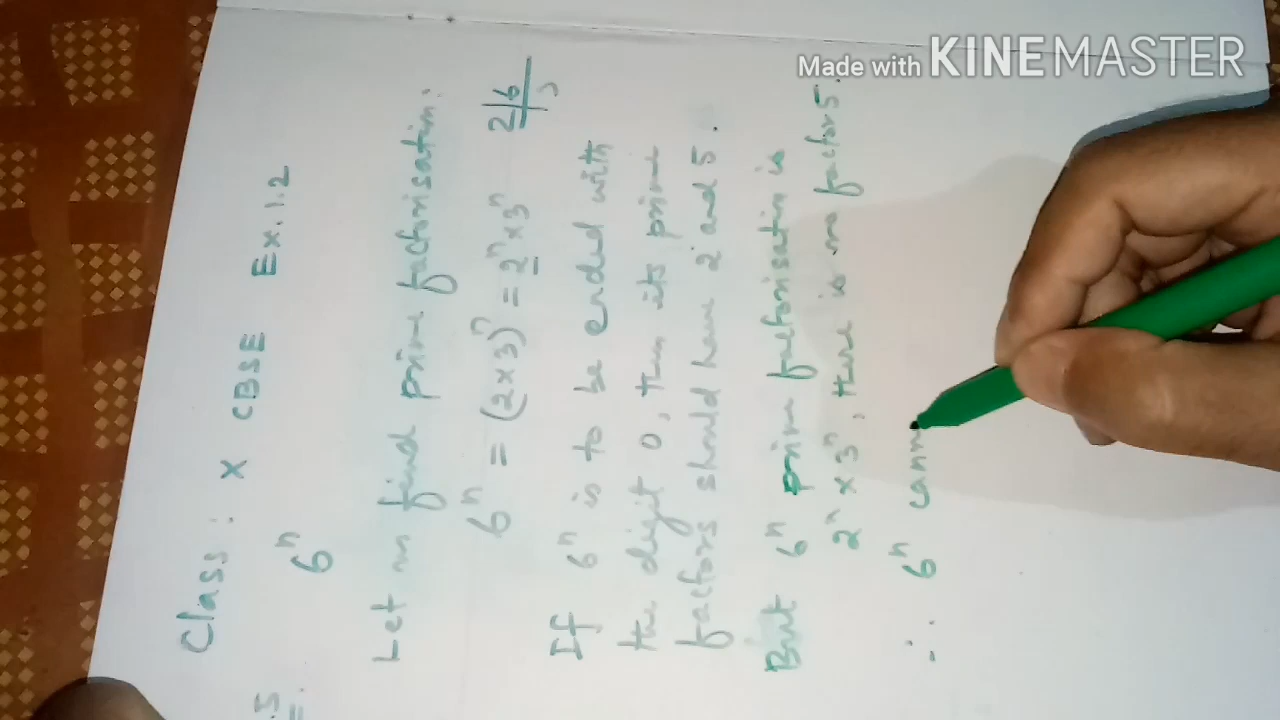 Made with KINEMASTER
Class: X CBSE Ex.1.2
.5
6ⁿ
Let us find prime factorisation:
6ⁿ = (2×3)ⁿ = 2ⁿ×3ⁿ
2 6
3
If 6ⁿ is to be ended with
the digit 0, then its prime
factors should have 2 and 5.
But 6ⁿ prime factorisation is
2ⁿ×3ⁿ, there is no factor 5.
∴ 6ⁿ cann